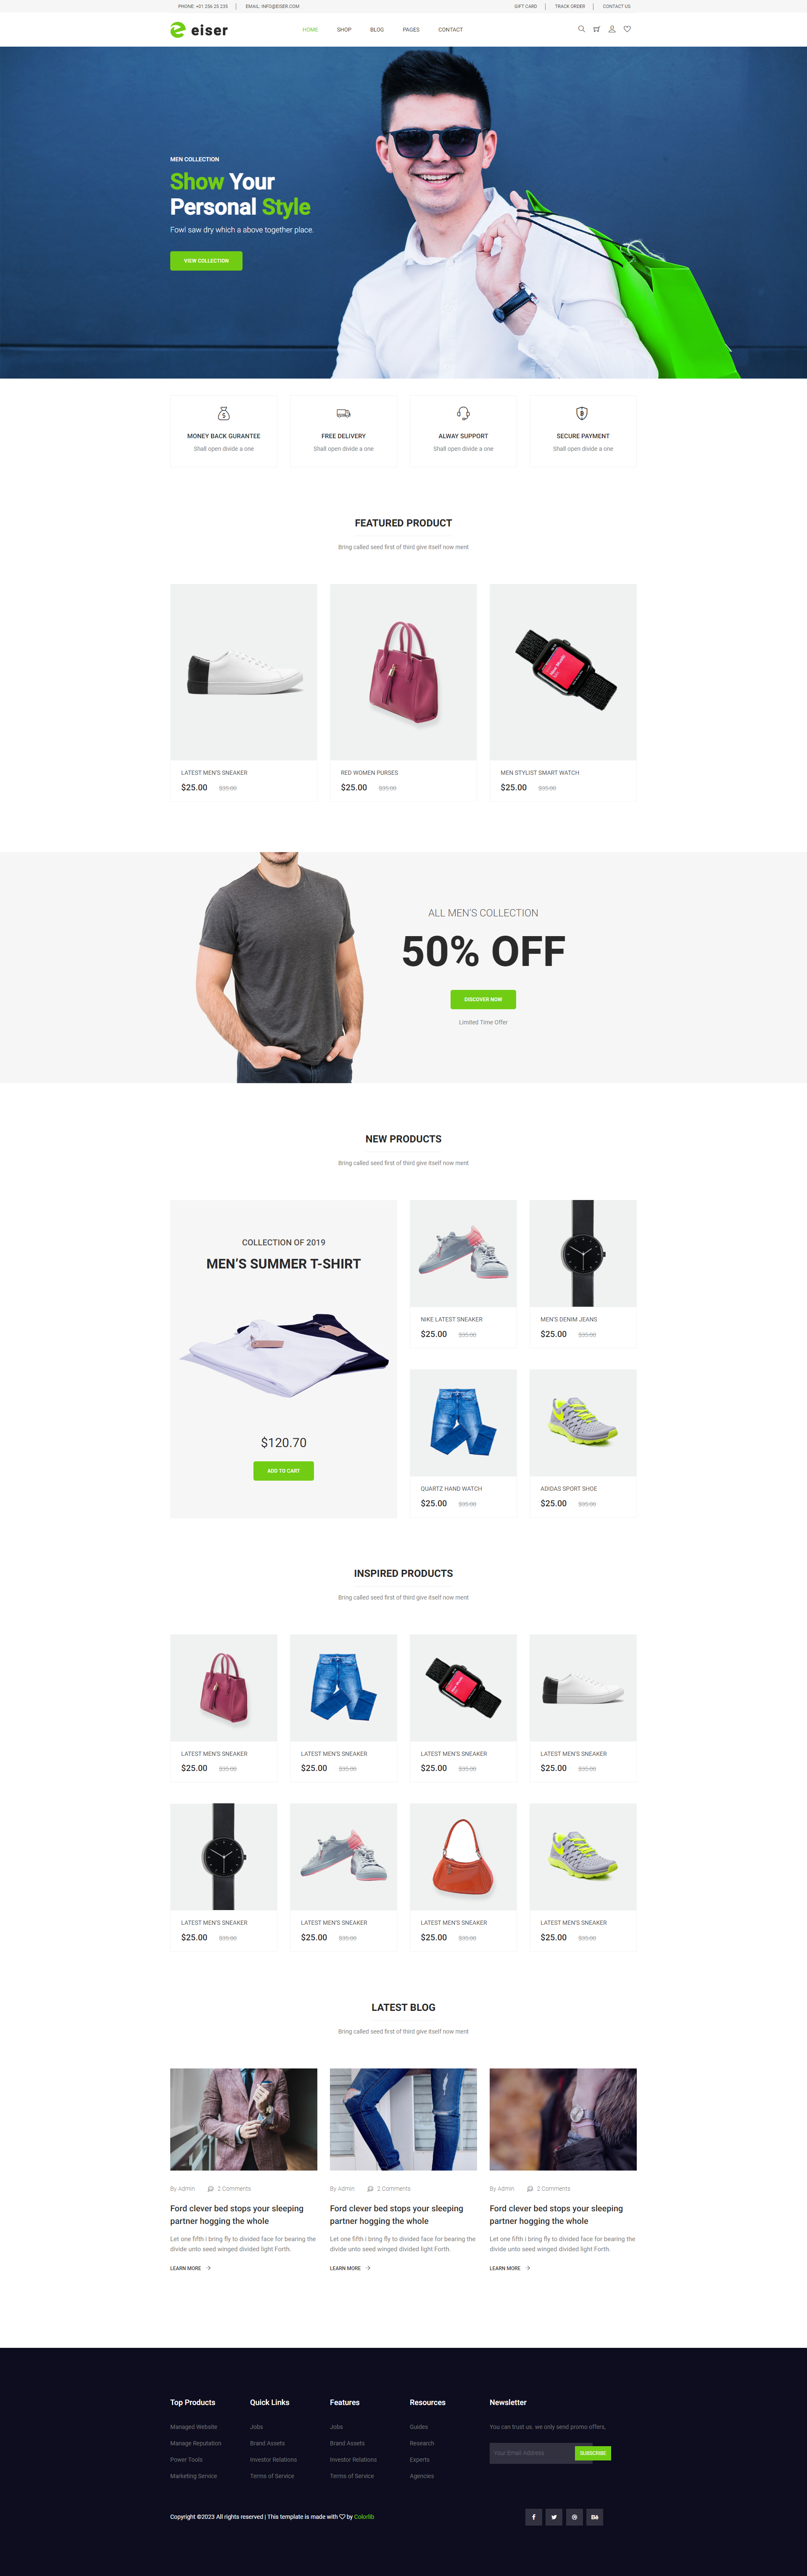 PHONE: +01 256 25 235
EMAIL: INFO@EISER.COM
GIFT CARD
TRACK ORDER
CONTACT US
eiser
HOME
SHOP
BLOG
PAGES
CONTACT
MEN COLLECTION
Show Your
Personal Style
Fowl saw dry which a above together place.
VIEW COLLECTION
MONEY BACK GURANTEE
Shall open divide a one
FREE DELIVERY
Shall open divide a one
ALWAY SUPPORT
Shall open divide a one
SECURE PAYMENT
Shall open divide a one
FEATURED PRODUCT
Bring called seed first of third give itself now ment
LATEST MEN'S SNEAKER
$25.00 $35.00
RED WOMEN PURSES
$25.00 $35.00
MEN STYLIST SMART WATCH
$25.00 $35.00
ALL MEN'S COLLECTION
50% OFF
DISCOVER NOW
Limited Time Offer
NEW PRODUCTS
Bring called seed first of third give itself now ment
COLLECTION OF 2019
MEN'S SUMMER T-SHIRT
$120.70
ADD TO CART
NIKE LATEST SNEAKER
$25.00 $35.00
MEN'S DENIM JEANS
$25.00 $35.00
QUARTZ HAND WATCH
$25.00 $35.00
ADIDAS SPORT SHOE
$25.00 $35.00
INSPIRED PRODUCTS
Bring called seed first of third give itself now ment
LATEST MEN'S SNEAKER
$25.00 $35.00
LATEST MEN'S SNEAKER
$25.00 $35.00
LATEST MEN'S SNEAKER
$25.00 $35.00
LATEST MEN'S SNEAKER
$25.00 $35.00
LATEST MEN'S SNEAKER
$25.00 $35.00
LATEST MEN'S SNEAKER
$25.00 $35.00
LATEST MEN'S SNEAKER
$25.00 $35.00
LATEST MEN'S SNEAKER
$25.00 $35.00
LATEST BLOG
Bring called seed first of third give itself now ment
By Admin 2 Comments
Ford clever bed stops your sleeping
partner hogging the whole
Let one fifth i bring fly to divided face for bearing the
divide unto seed winged divided light Forth.
LEARN MORE
By Admin 2 Comments
Ford clever bed stops your sleeping
partner hogging the whole
Let one fifth i bring fly to divided face for bearing the
divide unto seed winged divided light Forth.
LEARN MORE
By Admin 2 Comments
Ford clever bed stops your sleeping
partner hogging the whole
Let one fifth i bring fly to divided face for bearing the
divide unto seed winged divided light Forth.
LEARN MORE
Top Products
Managed Website
Manage Reputation
Power Tools
Marketing Service
Quick Links
Jobs
Brand Assets
Investor Relations
Terms of Service
Features
Jobs
Brand Assets
Investor Relations
Terms of Service
Resources
Guides
Research
Experts
Agencies
Newsletter
You can trust us. we only send promo offers,
Your Email Address
SUBSCRIBE
Copyright ©2023 All rights reserved | This template is made with by Colorlib